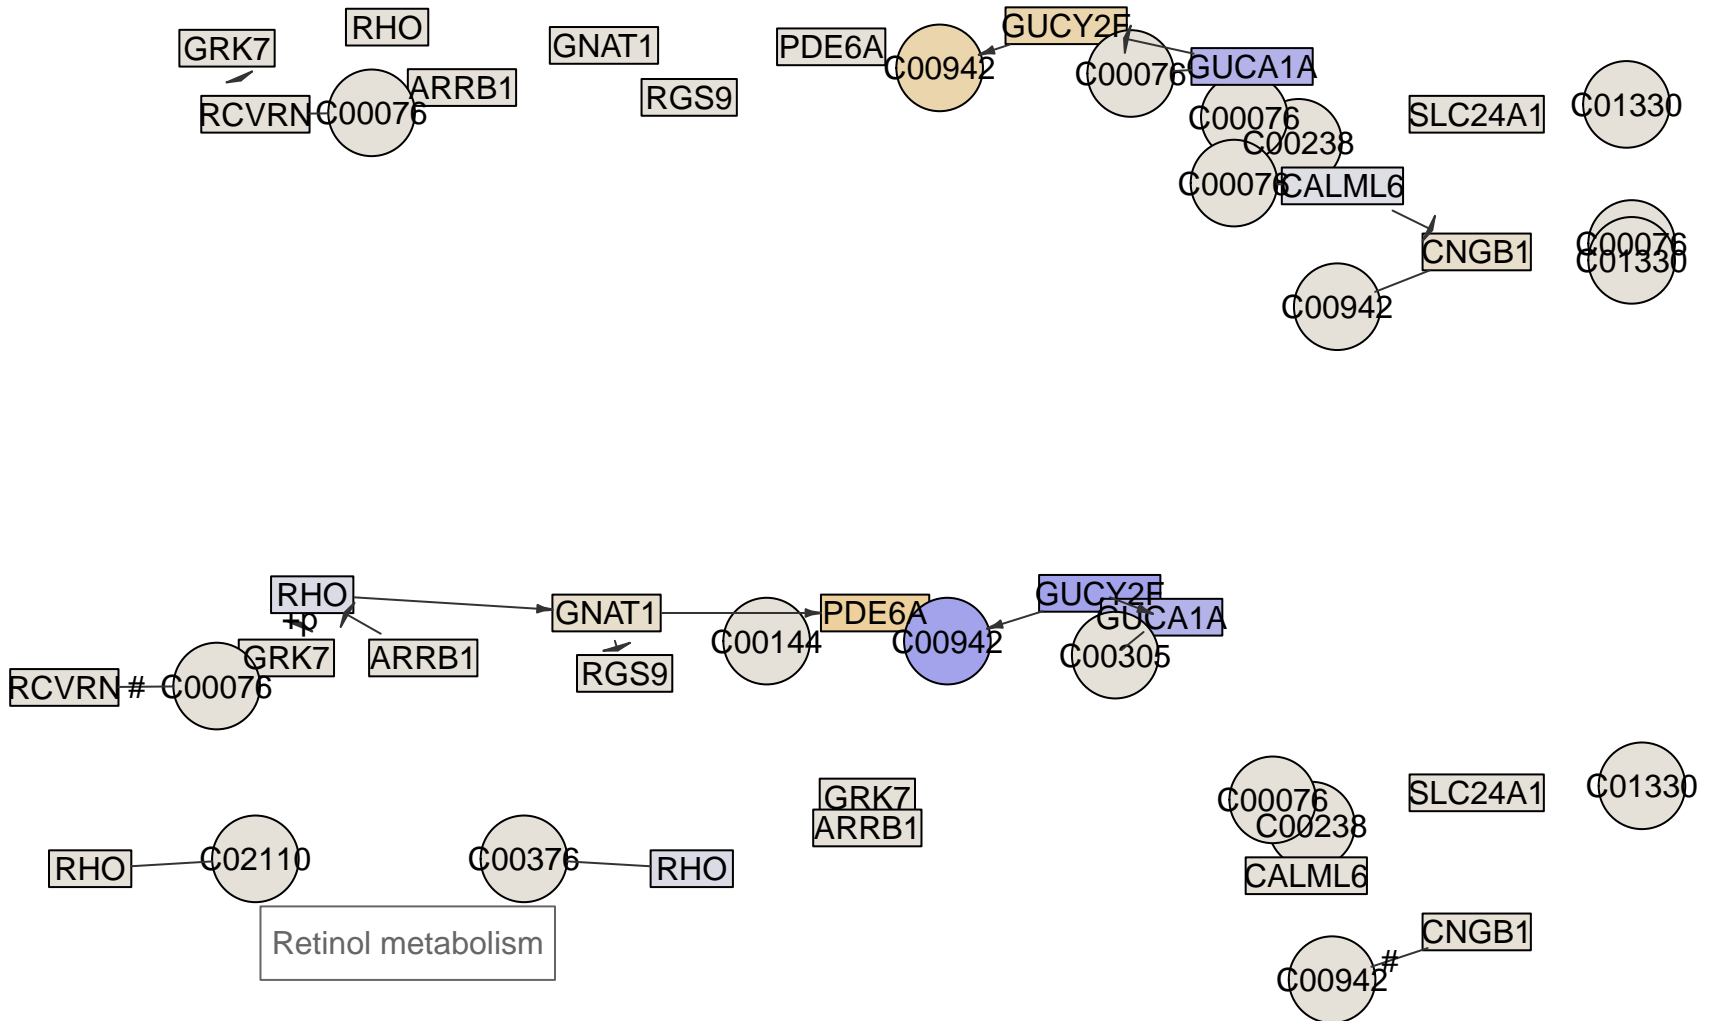 RHO
GRK7
GNAT1
PDE6A
GUCY2F
C00942
C00076
GUCA1A
ARRB1
RGS9
RCVRN
C00076
C00076
C00238
SLC24A1
C01330
C00076
CALML6
CNGB1
C00076
C01330
C00942
RHO
+p
GNAT1
PDE6A
GUCY2F
GUCA1A
C00144
C00942
C00305
GRK7
ARRB1
RGS9
RCVRN
#
C00076
GRK7
ARRB1
C00076
C00238
SLC24A1
C01330
RHO
C02110
C00376
RHO
CALML6
Retinol metabolism
CNGB1
#
C00942